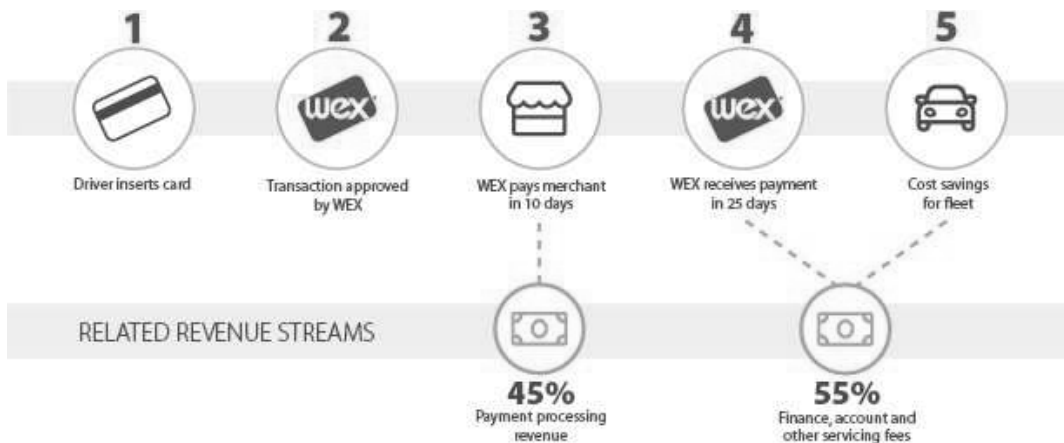 1
2
3
4
5
wex
wex
Driver inserts card
Transaction approved
by WEX
WEX pays merchant
in 10 days
WEX receives payment
in 25 days
Cost savings
for fleet
RELATED REVENUE STREAMS
45%
Payment processing
revenue
55%
Finance, account and
other servicing fees